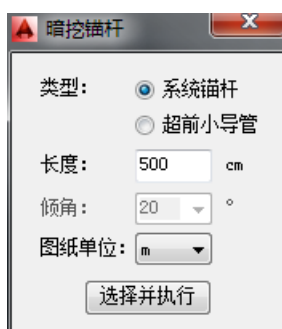 暗挖锚杆
类型： 系统锚杆
超前小导管
长度： 500 cm
倾角： 20 °
图纸单位： m
选择并执行